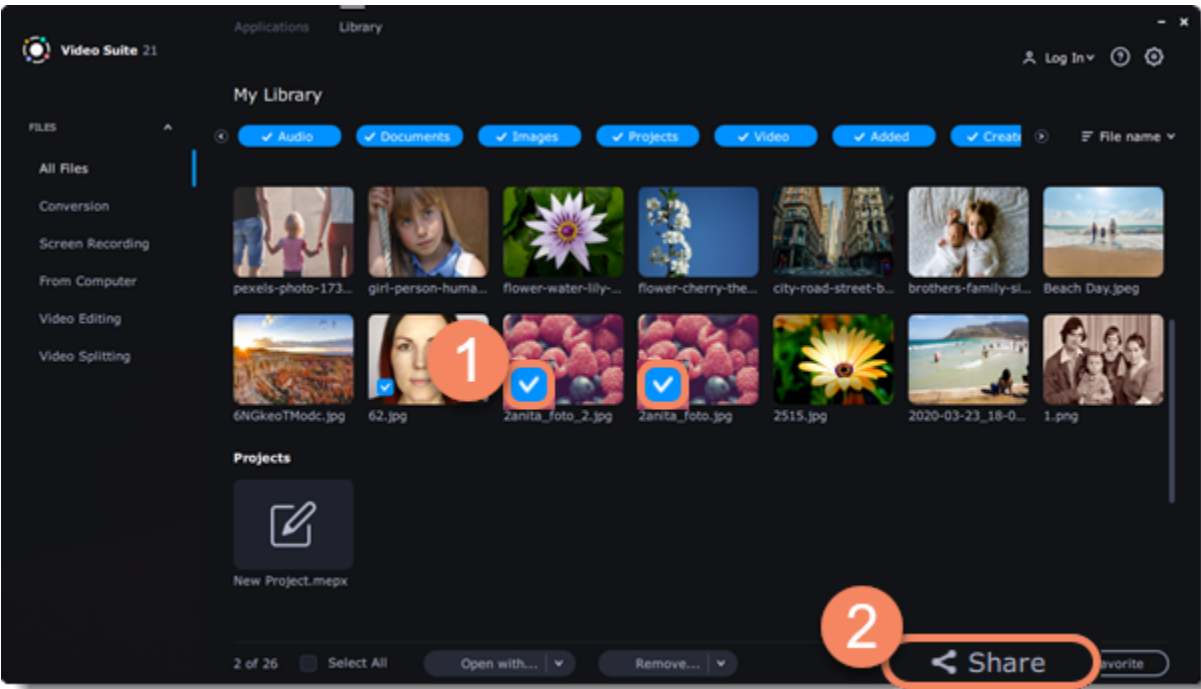 Applications Library
Video Suite 21
Log In
My Library
FILES
Audio Documents Images Projects Video Added Create
File name
All Files
Conversion
Screen Recording
From Computer
Video Editing
Video Splitting
pexels-photo-173... girl-person-huma... flower-water-lily-... flower-cherry-the... city-road-street-b... brothers-family-si... Beach Day.jpeg
1
6NGkeoTModc.jpg 62.jpg 2anita_foto_2.jpg 2anita_foto.jpg 2515.jpg 2020-03-23_18-0... 1.png
Projects
New Project.mepx
2
2 of 26 Select All Open with... Remove... Share avorite